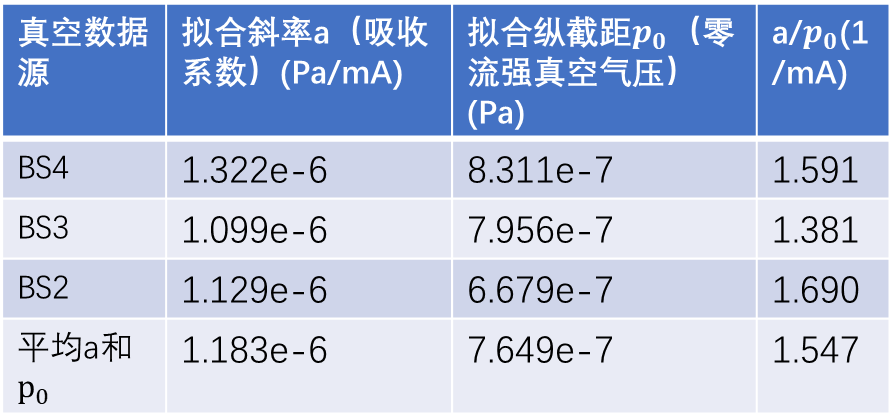 真空数据 拟合斜率a（吸收 拟合纵截距p₀（零 a/p₀(1
源 系数）(Pa/mA) 流强真空气压） /mA)
(Pa)
BS4 1.322e-6 8.311e-7 1.591
BS3 1.099e-6 7.956e-7 1.381
BS2 1.129e-6 6.679e-7 1.690
平均a和 1.183e-6 7.649e-7 1.547
p₀